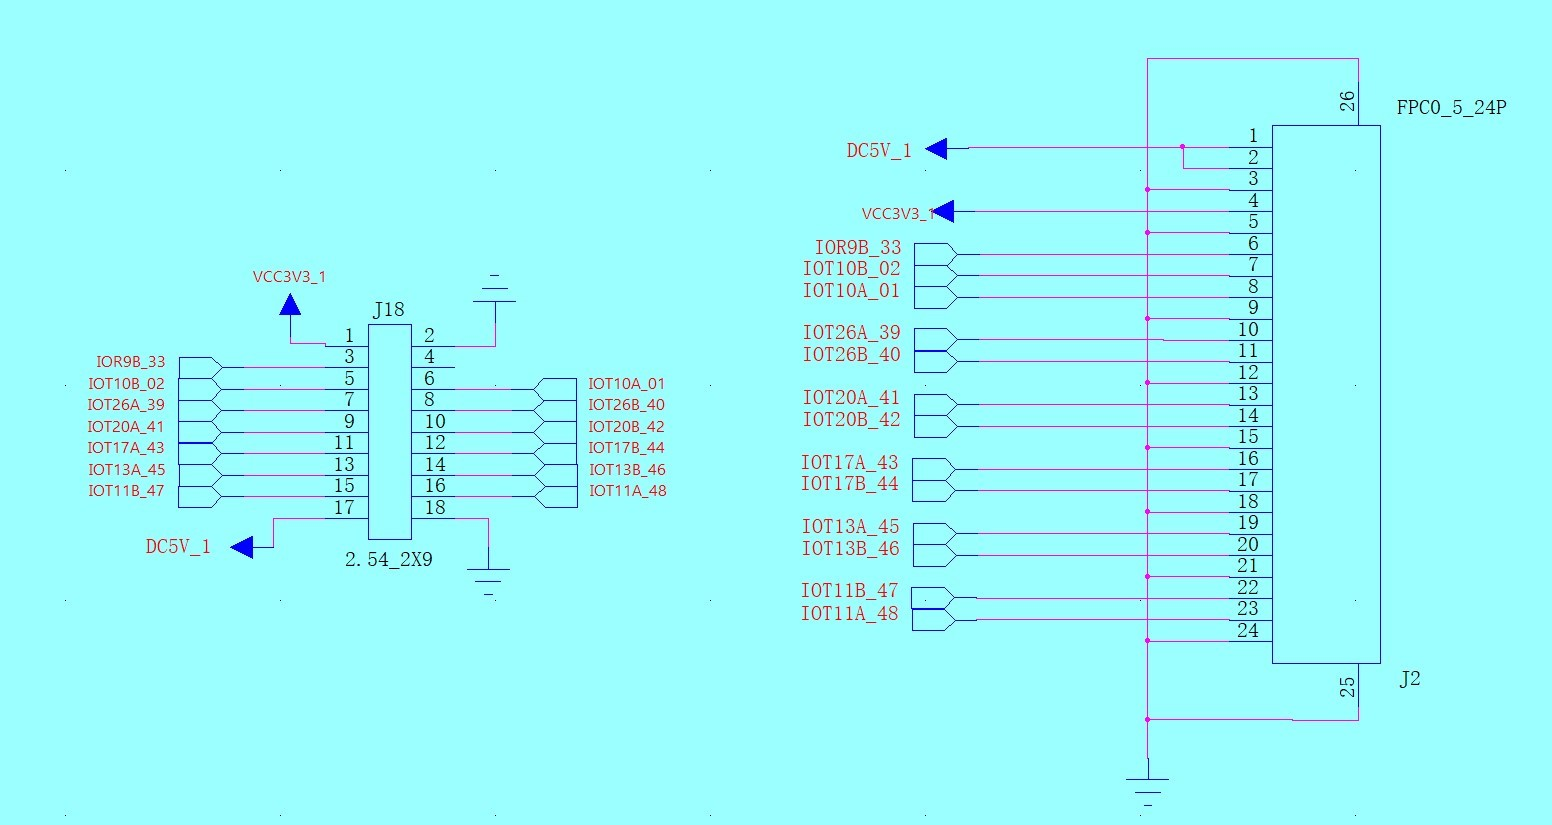 VCC3V3_1
J18
1 2
3 4
5 6
7 8
9 10
11 12
13 14
15 16
17 18
IOR9B_33
IOT10B_02
IOT26A_39
IOT20A_41
IOT17A_43
IOT13A_45
IOT11B_47
DC5V_1
IOT10A_01
IOT26B_40
IOT20B_42
IOT17B_44
IOT13B_46
IOT11A_48
2.54_2X9
FPC0_5_24P
26
DC5V_1
VCC3V3_1
IOR9B_33
IOT10B_02
IOT10A_01
IOT26A_39
IOT26B_40
IOT20A_41
IOT20B_42
IOT17A_43
IOT17B_44
IOT13A_45
IOT13B_46
IOT11B_47
IOT11A_48
1
2
3
4
5
6
7
8
9
10
11
12
13
14
15
16
17
18
19
20
21
22
23
24
25
J2